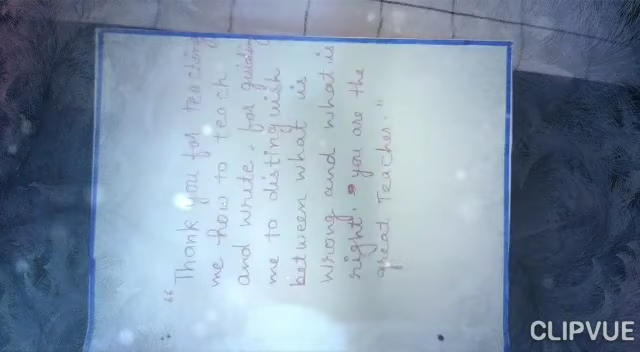 "Thank you for teaching
me how to teach
and write, for guiding
me to distinguish
between what is
wrong and what is
right. you are the
great Teacher."
CLIPVUE